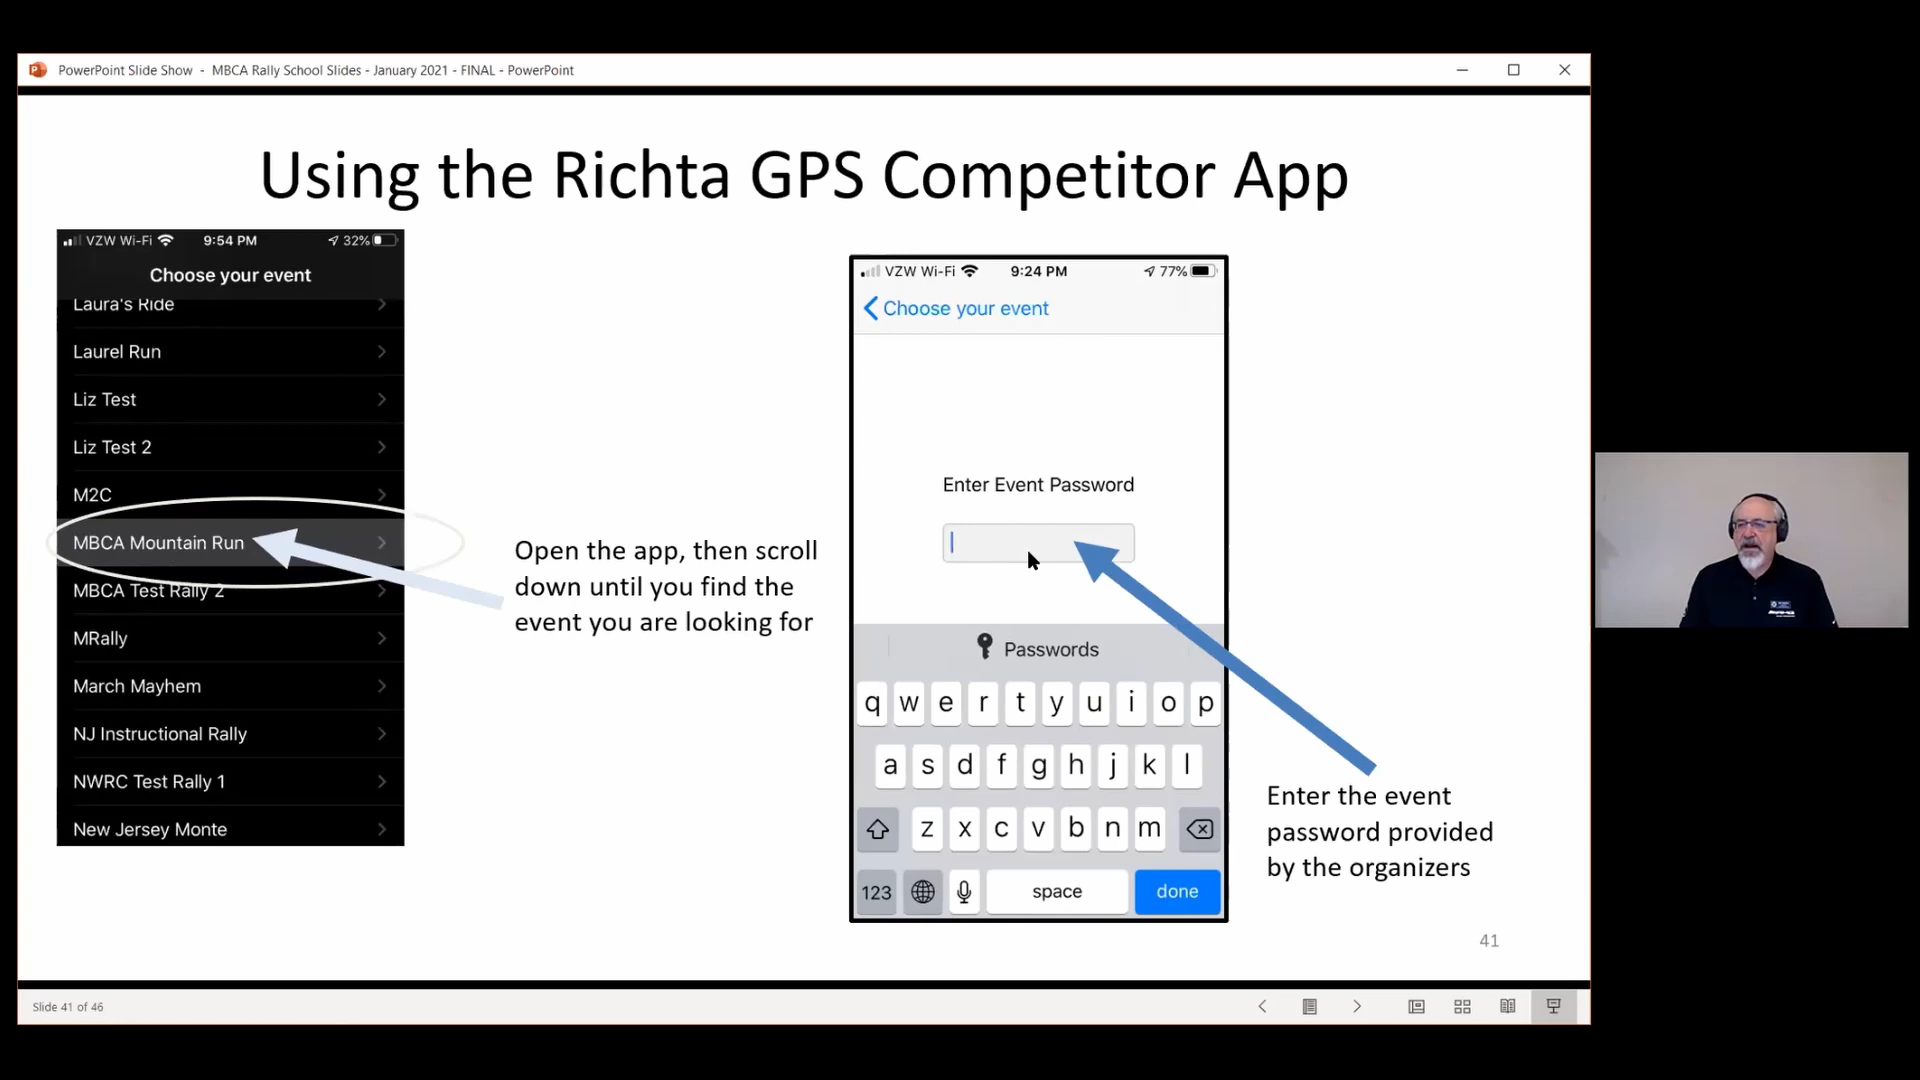 PowerPoint Slide Show - MBCA Rally School Slides - January 2021 - FINAL - PowerPoint
Using the Richta GPS Competitor App
VZW Wi-Fi 9:54 PM 32%
Choose your event
Laura's Ride
Laurel Run
Liz Test
Liz Test 2
M2C
MBCA Mountain Run
MBCA Test Rally 2
MRally
March Mayhem
NJ Instructional Rally
NWRC Test Rally 1
New Jersey Monte
Open the app, then scroll
down until you find the
event you are looking for
VZW Wi-Fi 9:24 PM 77%
Choose your event
Enter Event Password
Passwords
q w e r t y u i o p
a s d f g h j k l
z x c v b n m
123 space done
Enter the event
password provided
by the organizers
41
Slide 41 of 46